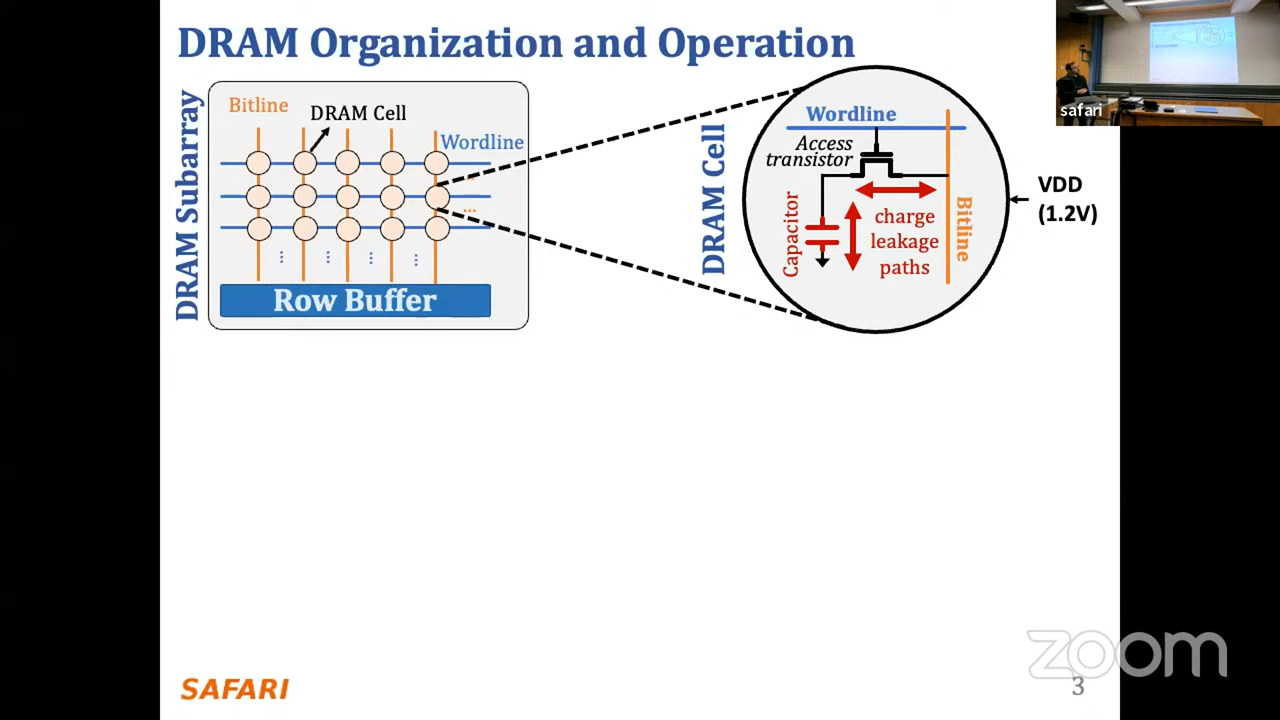 DRAM Organization and Operation
safari
DRAM Subarray
Bitline
DRAM Cell
Wordline
...
Row Buffer
DRAM Cell
Wordline
Access
transistor
Capacitor
charge
leakage
paths
Bitline
VDD
(1.2V)
SAFARI
zoom
3